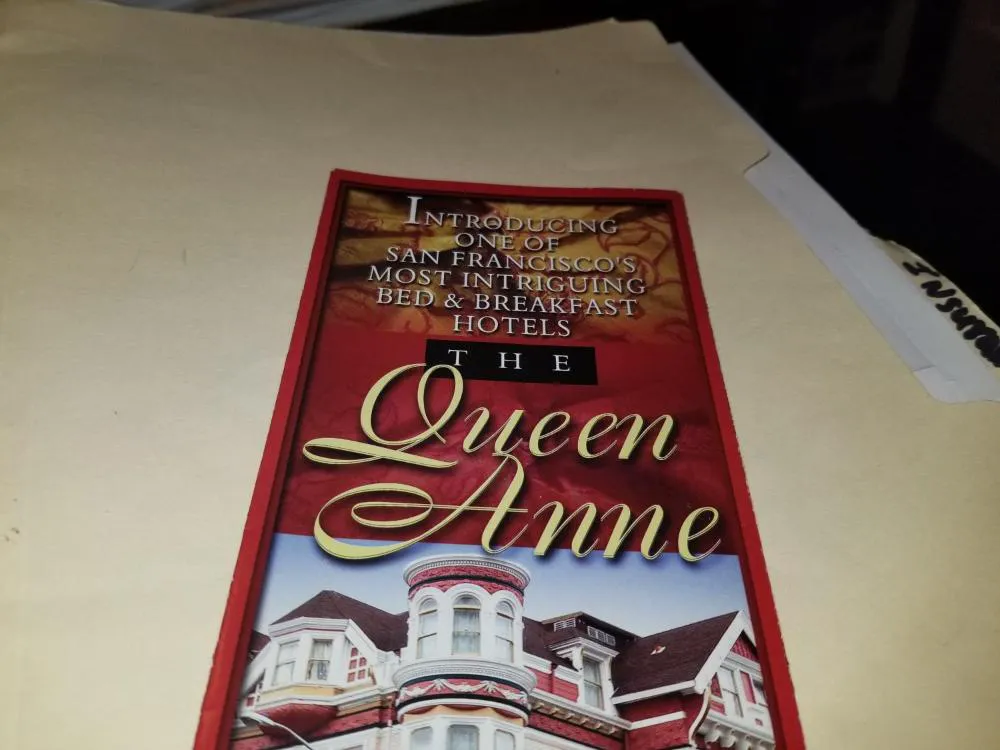 INTRODUCING
ONE OF
SAN FRANCISCO'S
MOST INTRIGUING
BED & BREAKFAST
HOTELS
THE
Queen
Anne